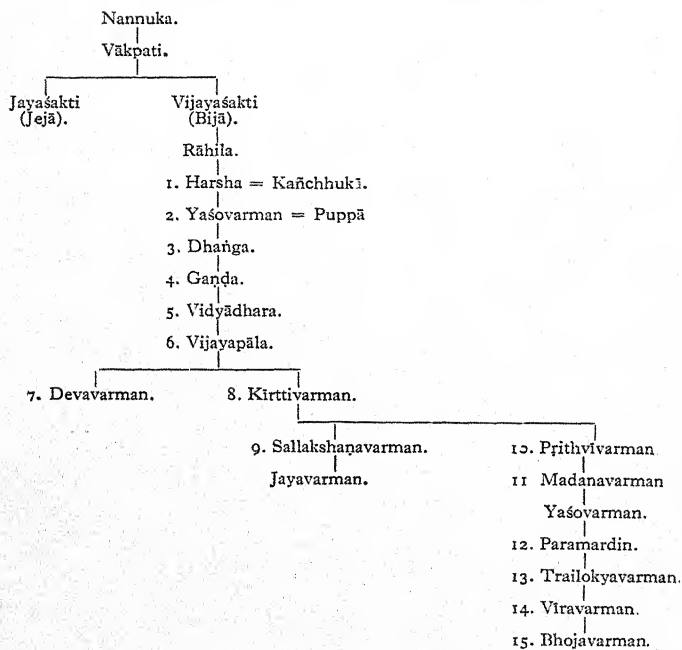 Nannuka.
Vākpati.
Jayaśakti Vijayaśakti
(Jejā). (Bijā).
Rāhila.
1. Harsha = Kañchhukī.
2. Yaśovarman = Puppā
3. Dhaṅga.
4. Gaṇḍa.
5. Vidyādhara.
6. Vijayapāla.
7. Devavarman. 8. Kīrttivarman.
9. Sallakshaṇavarman. 10. Pṛithvīvarman
Jayavarman. 11 Madanavarman
Yaśovarman.
12. Paramardin.
13. Trailokyavarman.
14. Vīravarman.
15. Bhojavarman.